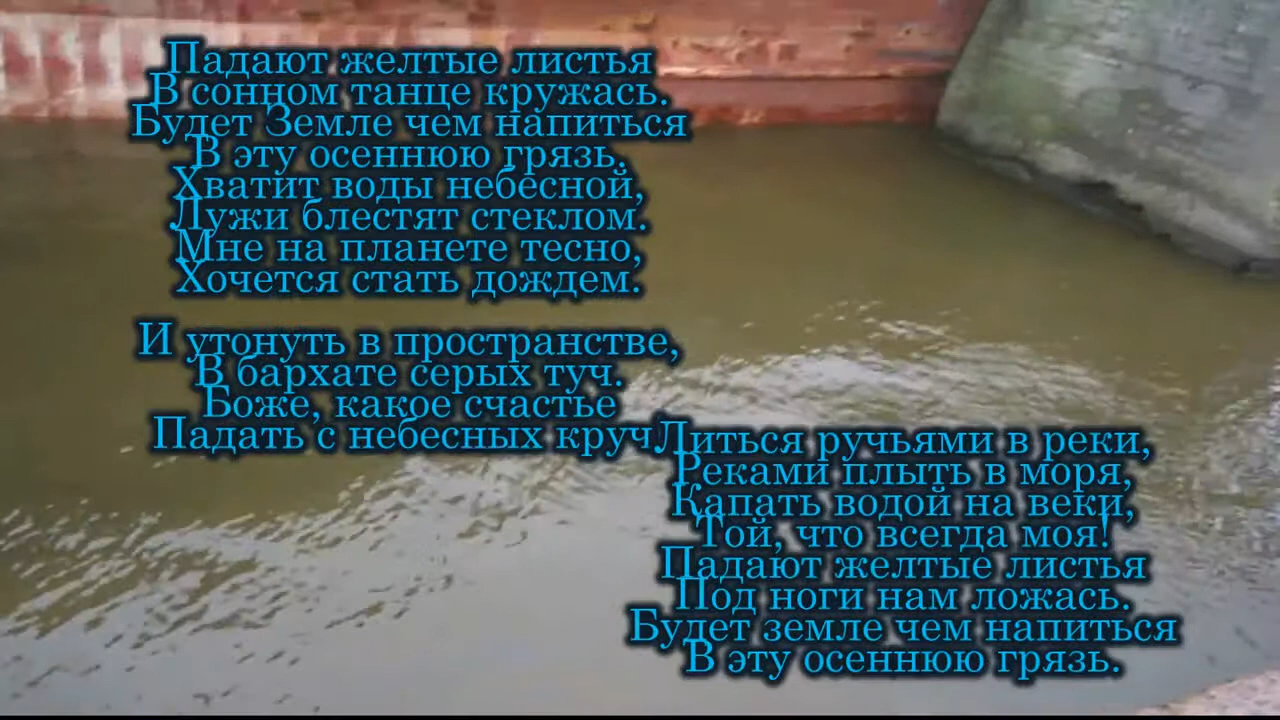 Падают желтые листья
В сонном танце кружась.
Будет Земле чем напиться
В эту осеннюю грязь.
Хватит воды небесной,
Лужи блестят стеклом.
Мне на планете тесно,
Хочется стать дождем.
И утонуть в пространстве,
В бархате серых туч.
Боже, какое счастье
Падать с небесных круч.
Литься ручьями в реки,
Реками плыть в моря,
Капать водой на веки,
Той, что всегда моя!
Падают желтые листья
Под ноги нам ложась.
Будет земле чем напиться
В эту осеннюю грязь.